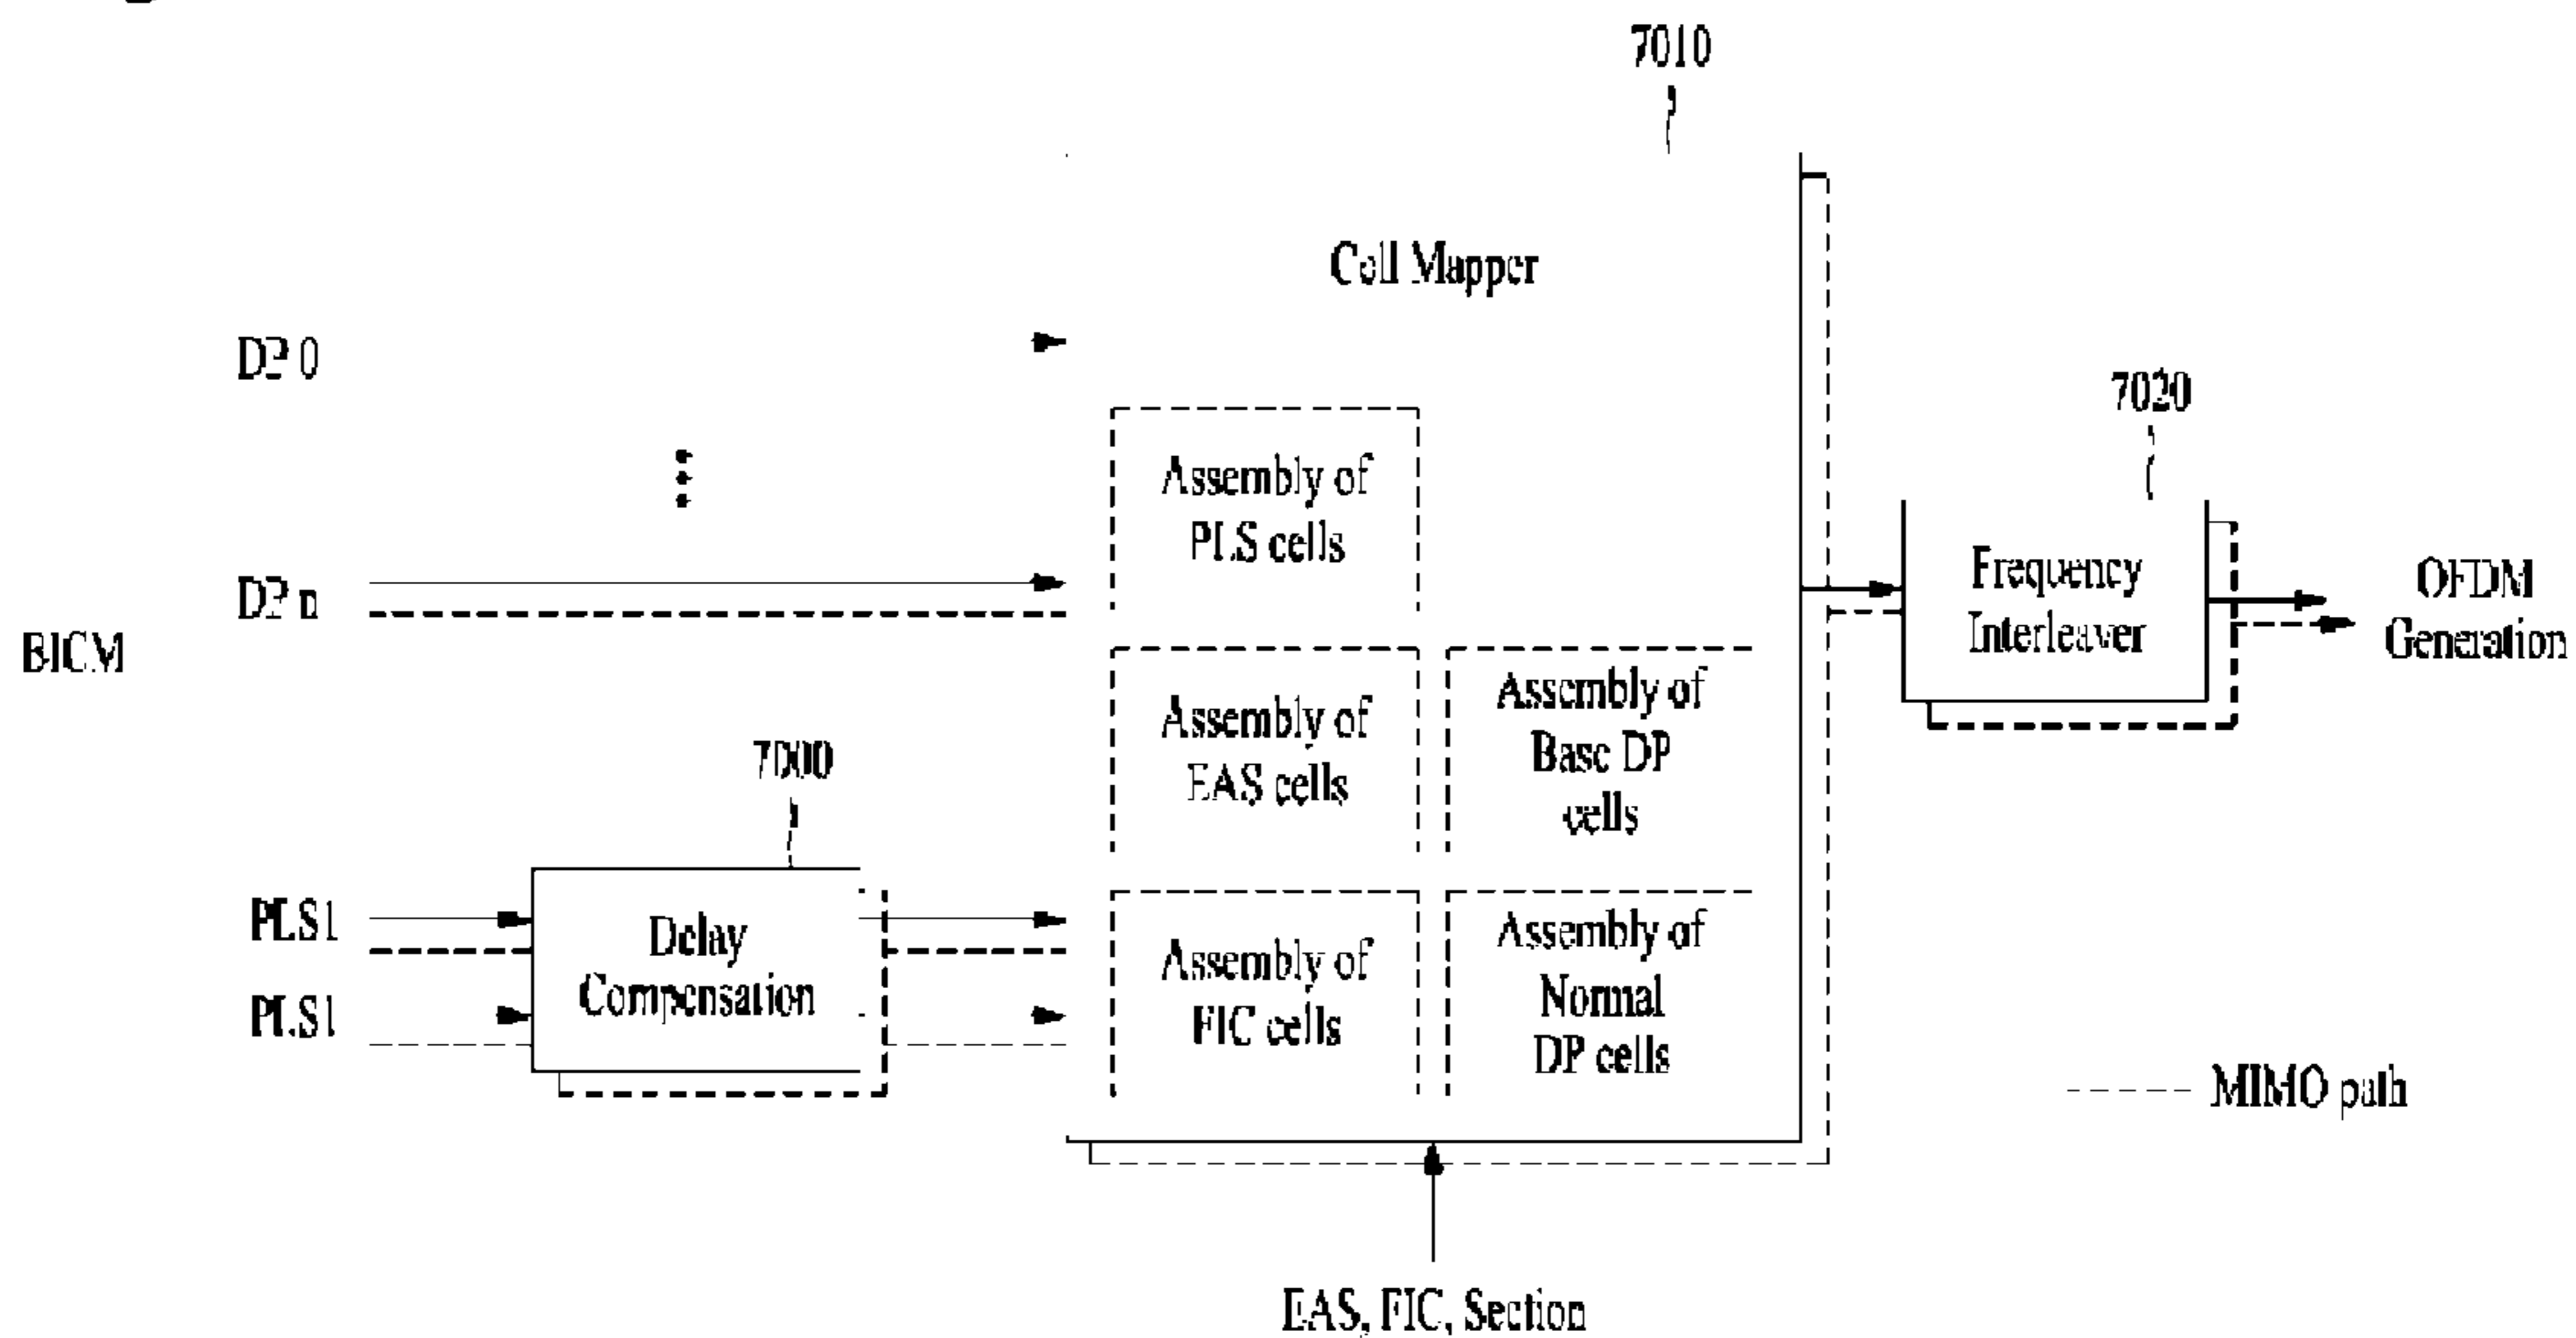 7010
Cell Mapper
DP 0
7020
Assembly of
PLS cells
Frequency
Interleaver
OFDM
Generation
DP n
BICM
Assembly of
EAS cells
Assembly of
Base DP
cells
7000
PLS1
Delay
Compensation
PLS1
Assembly of
FIC cells
Assembly of
Normal
DP cells
MIMO path
EAS, FIC, Section